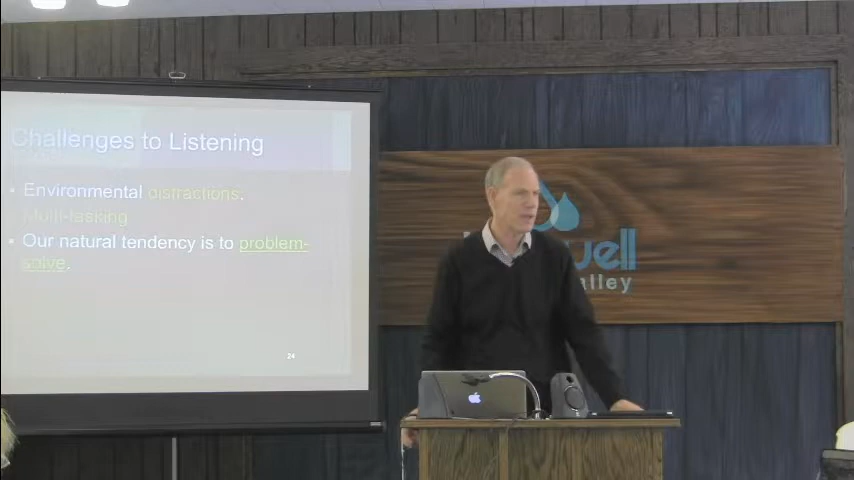 Challenges to Listening
• Environmental distractions.
• Multi-tasking
• Our natural tendency is to problem-
solve.
24
well
alley